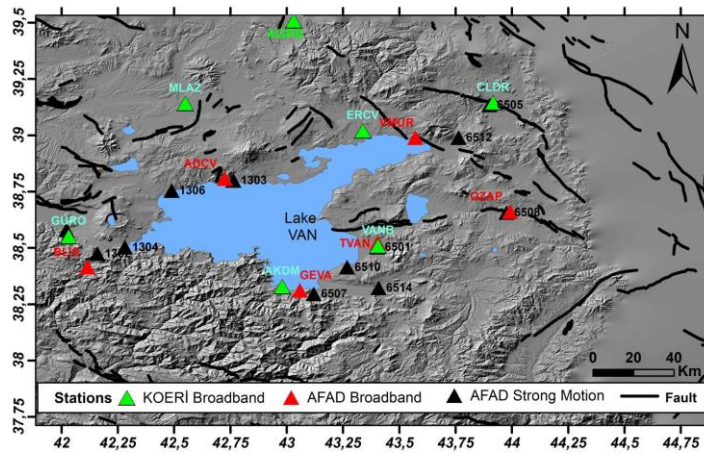 39,5
N
MLAZ
CLDR
39,25
6505
ERCV
VMUR
39
6512
ADCV
1303
38,75
1306
OZAP
6508
Lake
VAN
GURO
VANB
TVAN
6501
38,5
1304
6510
AKDM
GEVA
38,25
6507
6514
38
0 20 40
Km
Stations KOERİ Broadband AFAD Broadband AFAD Strong Motion Fault
37,75
42 42,25 42,5 42,75 43 43,25 43,5 43,75 44 44,25 44,5 44,75